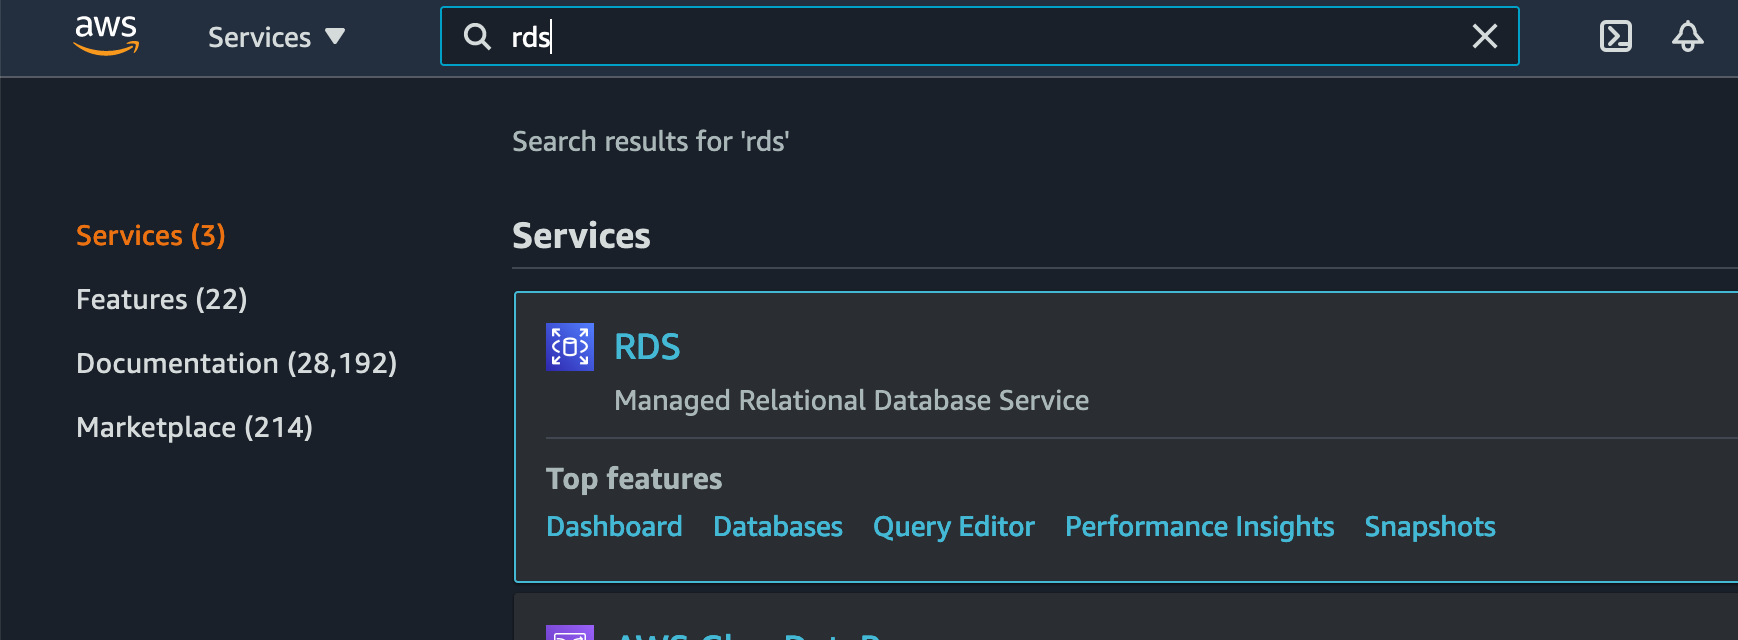 aws
Services
rds
Search results for 'rds'
Services (3)
Features (22)
Documentation (28,192)
Marketplace (214)
Services
RDS
Managed Relational Database Service
Top features
Dashboard Databases Query Editor Performance Insights Snapshots
AWS